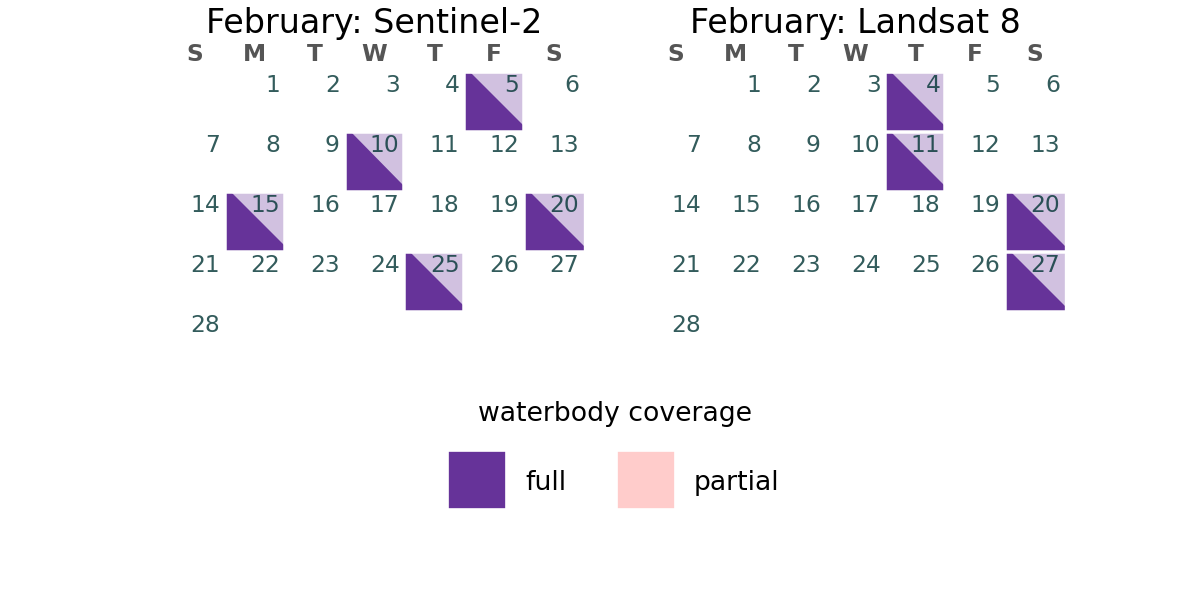 February: Sentinel-2
S M T W T F S
1 2 3 4 5 6
7 8 9 10 11 12 13
14 15 16 17 18 19 20
21 22 23 24 25 26 27
28
February: Landsat 8
S M T W T F S
1 2 3 4 5 6
7 8 9 10 11 12 13
14 15 16 17 18 19 20
21 22 23 24 25 26 27
28
waterbody coverage
full partial